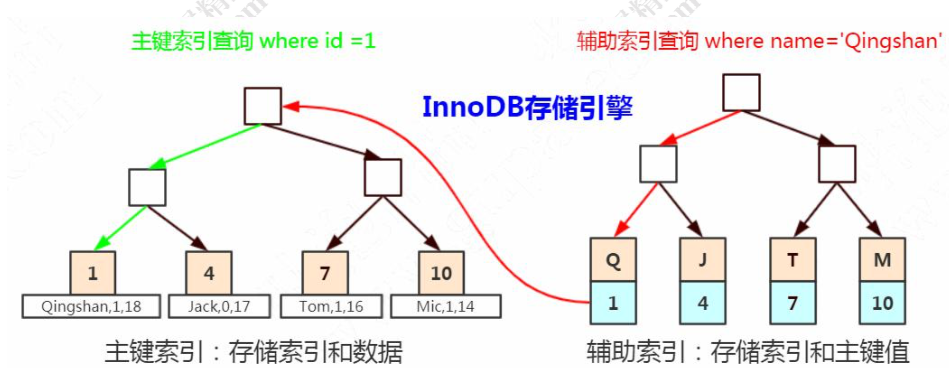 主键索引查询 where id =1
辅助索引查询 where name='Qingshan'
InnoDB存储引擎
1
4
7
10
Qingshan,1,18
Jack,0,17
Tom,1,16
Mic,1,14
Q
J
T
M
1
4
7
10
主键索引：存储索引和数据
辅助索引：存储索引和主键值